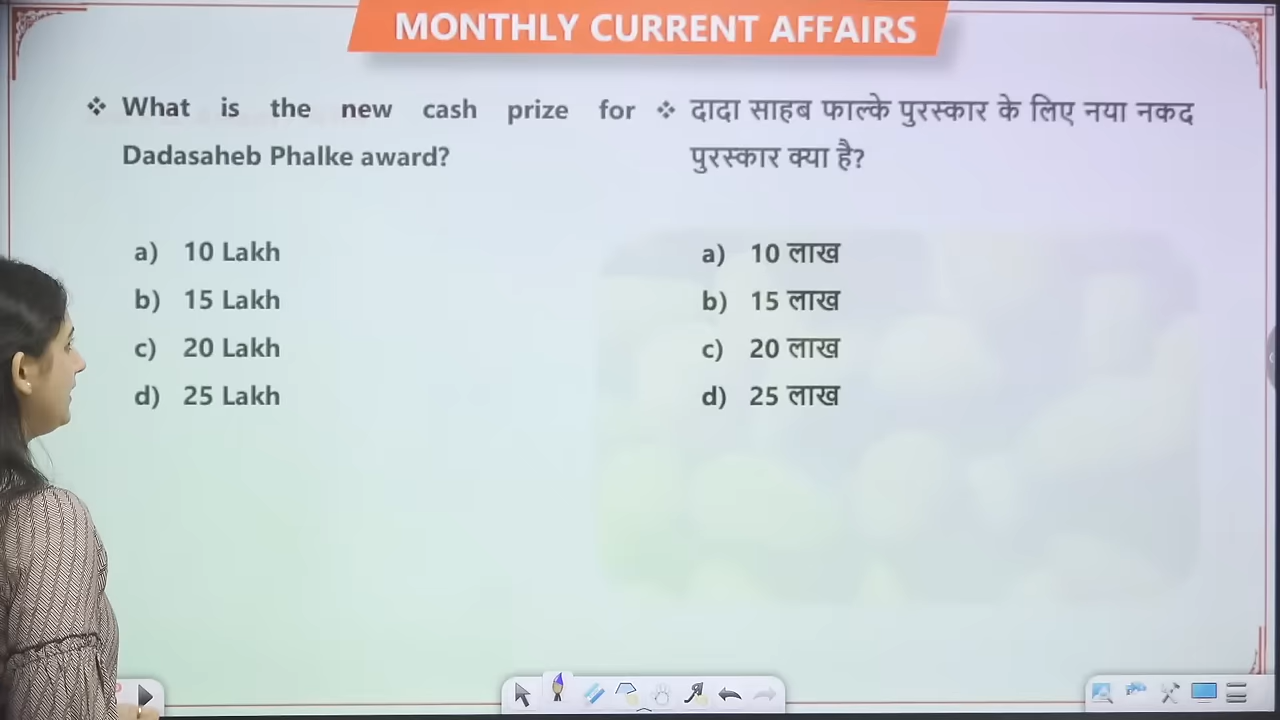 MONTHLY CURRENT AFFAIRS
❖ What is the new cash prize for
Dadasaheb Phalke award?
a) 10 Lakh
b) 15 Lakh
c) 20 Lakh
d) 25 Lakh
❖ दादा साहब फाल्के पुरस्कार के लिए नया नकद
पुरस्कार क्या है?
a) 10 लाख
b) 15 लाख
c) 20 लाख
d) 25 लाख